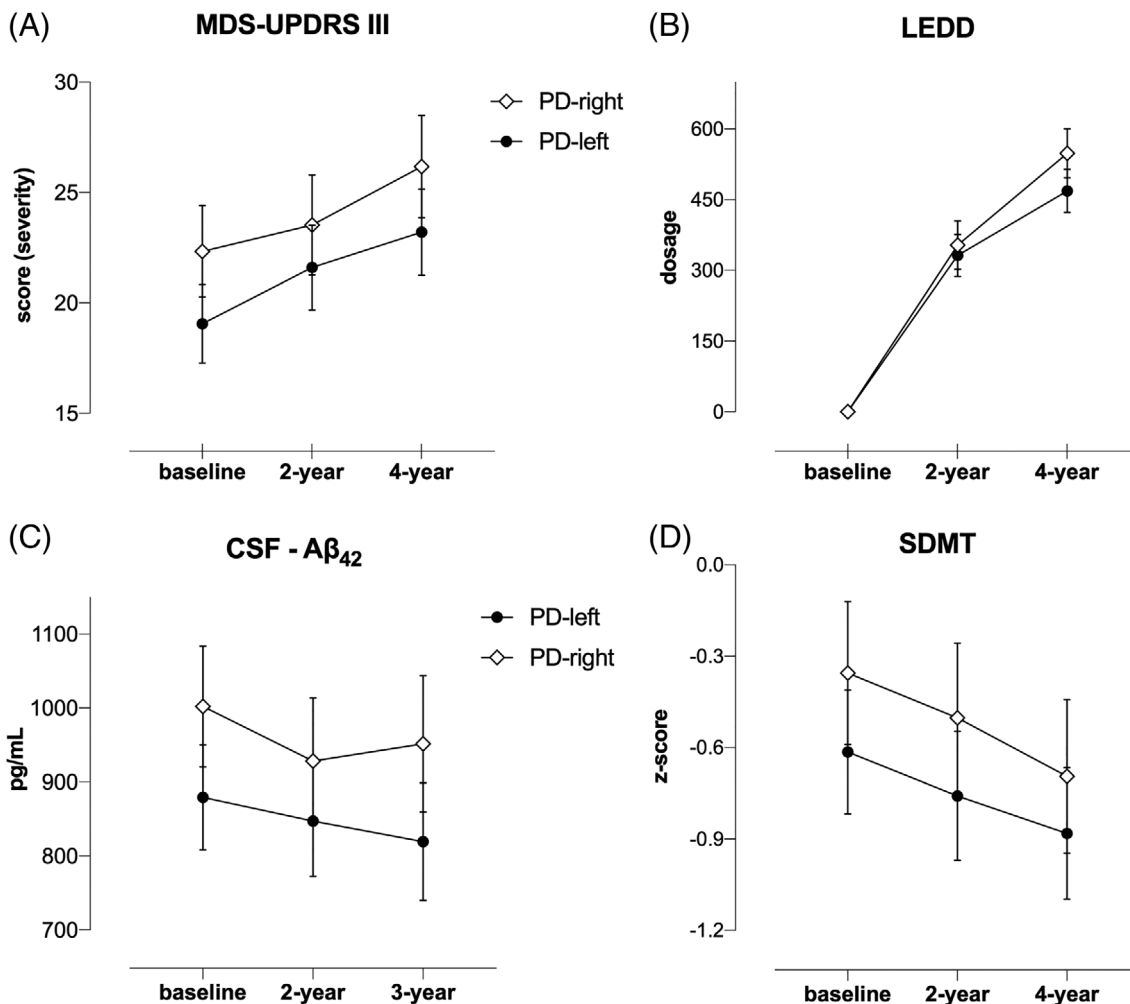 (A)
MDS-UPDRS III
score (severity)
30
25
20
15
baseline 2-year 4-year
PD-right
PD-left
(B)
LEDD
dosage
600
450
300
150
0
baseline 2-year 4-year
(C)
CSF - Aβ₄₂
pg/mL
1100
1000
900
800
700
baseline 2-year 3-year
PD-left
PD-right
(D)
SDMT
z-score
0.0
-0.3
-0.6
-0.9
-1.2
baseline 2-year 4-year